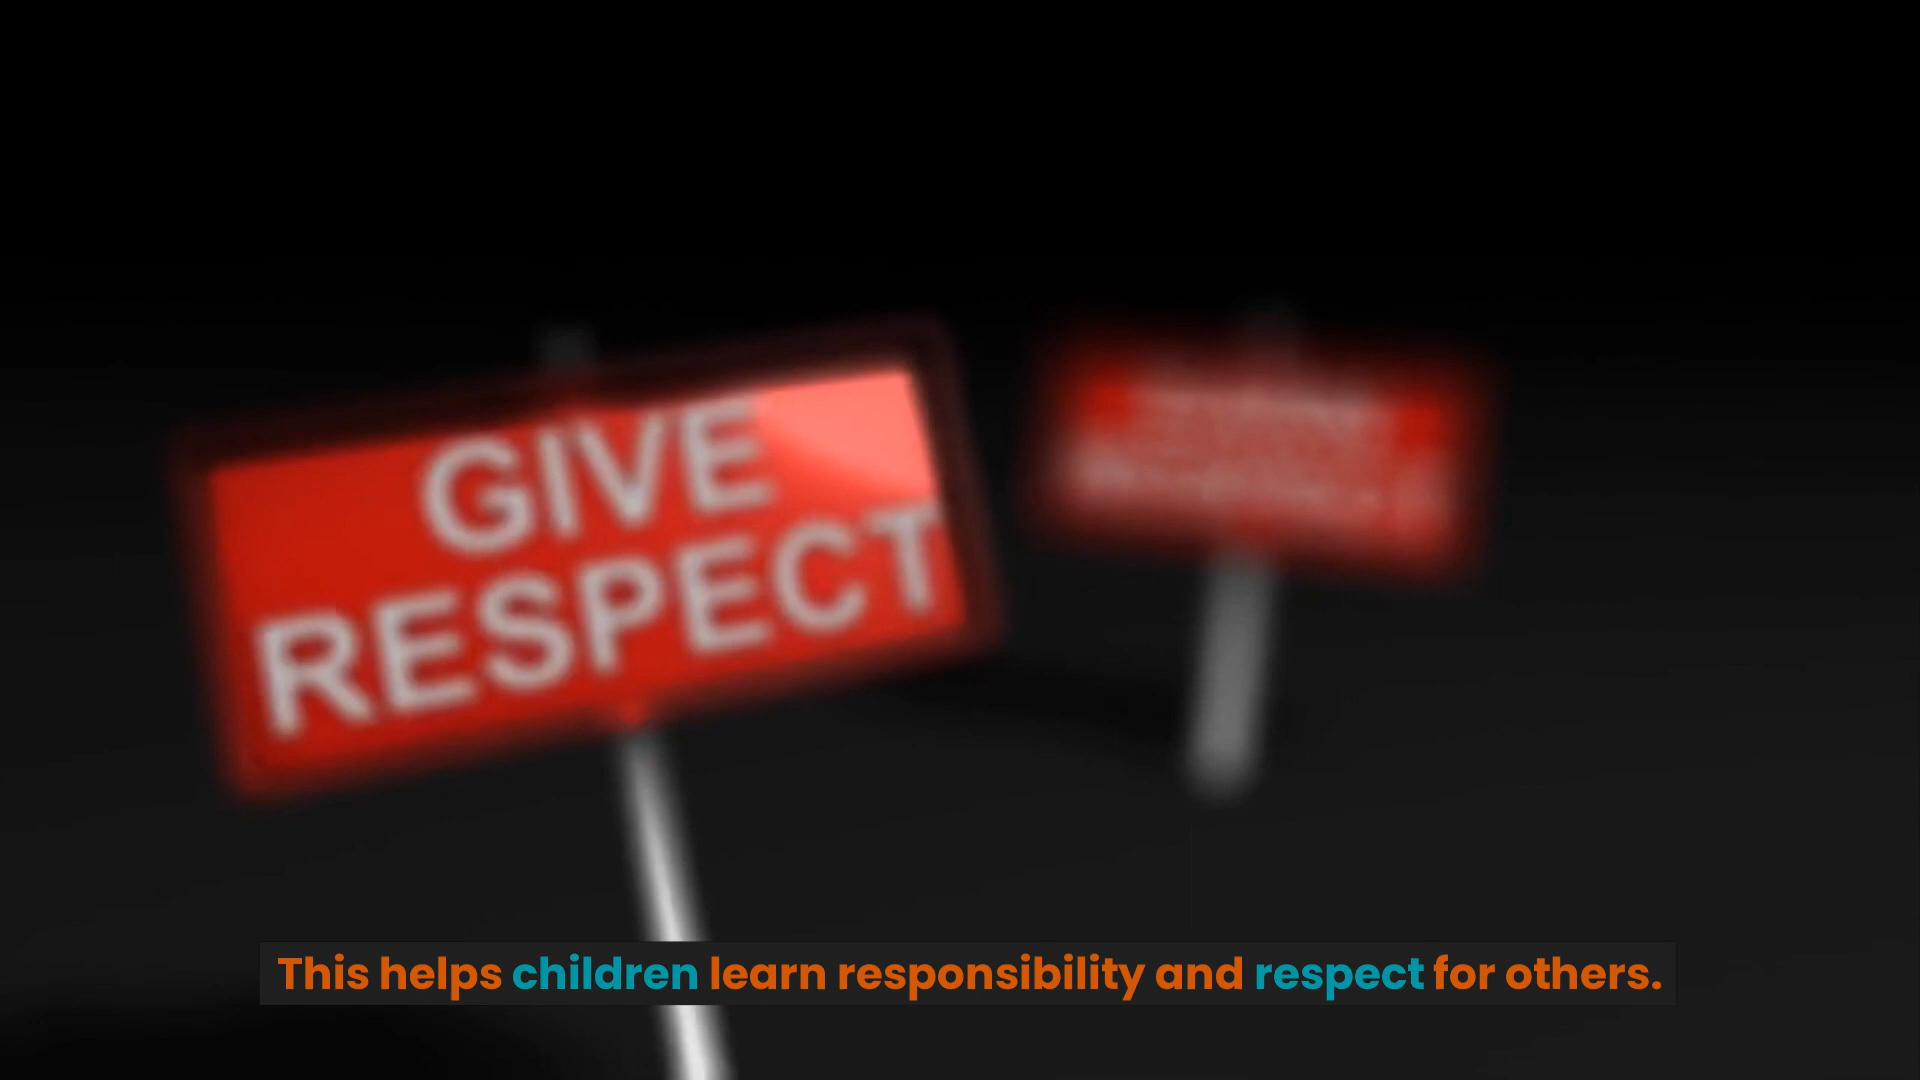 GIVE
RESPECT
This helps children learn responsibility and respect for others.